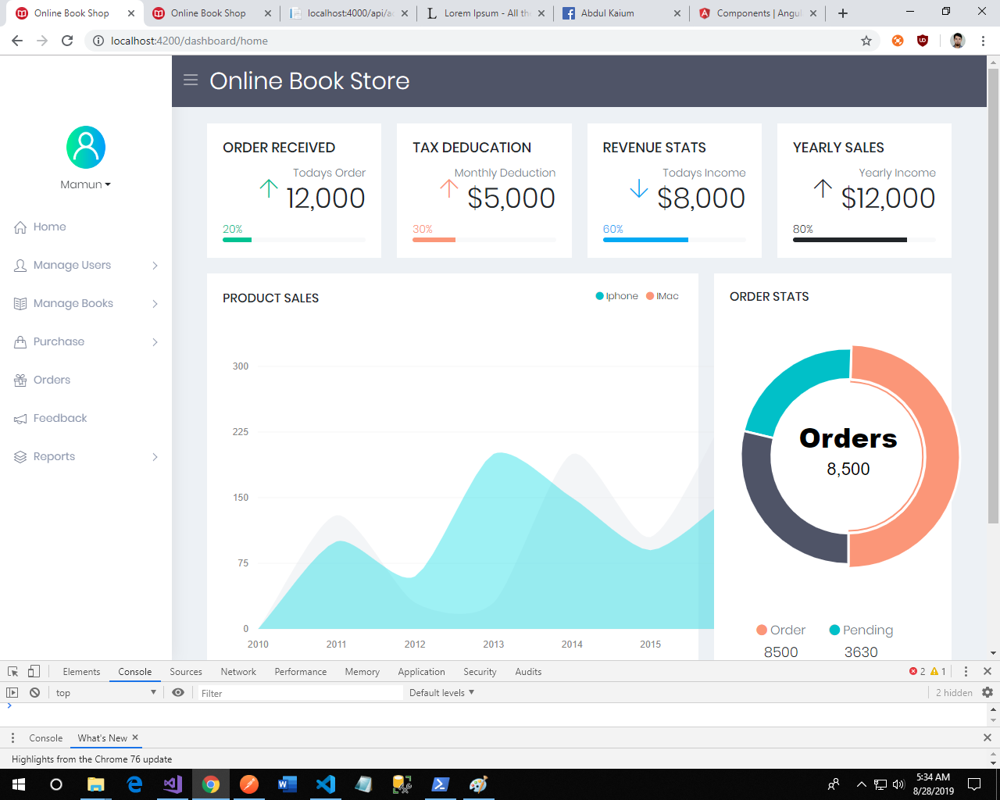 Online Book Shop
Online Book Shop
localhost:4000/api/a
Lorem Ipsum - All the
Abdul Kaium
Components | Angul
localhost:4200/dashboard/home
Online Book Store
Mamun
Home
Manage Users
Manage Books
Purchase
Orders
Feedback
Reports
ORDER RECEIVED
Todays Order
12,000
20%
TAX DEDUCATION
Monthly Deduction
$5,000
30%
REVENUE STATS
Todays Income
$8,000
60%
YEARLY SALES
Yearly Income
$12,000
80%
PRODUCT SALES
Iphone IMac
300
225
150
75
0
2010 2011 2012 2013 2014 2015
ORDER STATS
Orders
8,500
Order Pending
8500 3630
Elements Console Sources Network Performance Memory Application Security Audits 2 1
top Filter Default levels 2 hidden
Console What's New
Highlights from the Chrome 76 update
5:34 AM
8/28/2019